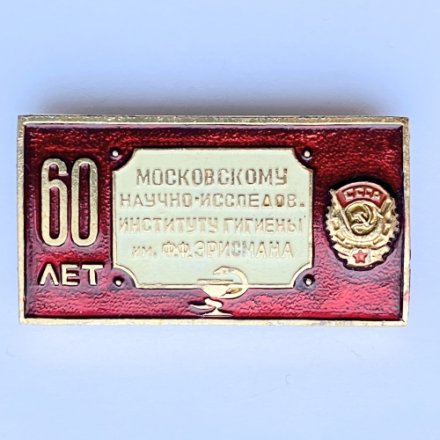 60
ЛЕТ
МОСКОВСКОМУ
НАУЧНО-ИССЛЕДОВ.
ИНСТИТУТУ ГИГИЕНЫ
им. Ф.Ф. ЭРИСМАНА
СССР